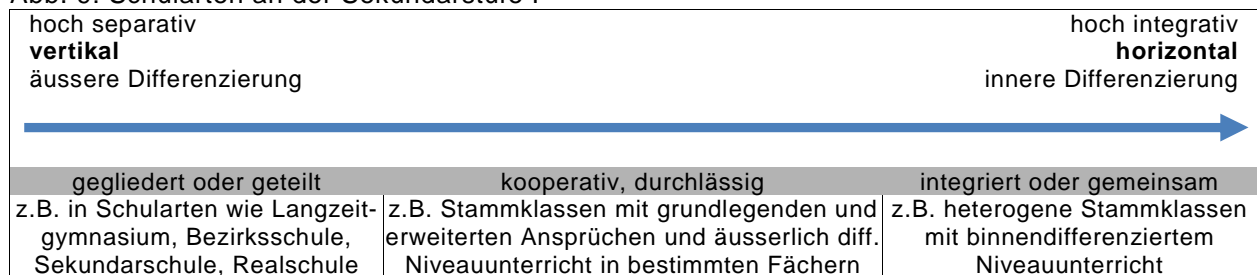 Schularten an der Sekundarstufe I
hoch separativ
hoch integrativ
vertikal
horizontal
äussere Differenzierung
innere Differenzierung
gegliedert oder geteilt
kooperativ, durchlässig
integriert oder gemeinsam
z.B. in Schularten wie Langzeit-
gymnasium, Bezirksschule,
Sekundarschule, Realschule
z.B. Stammklassen mit grundlegenden und
erweiterten Ansprüchen und äusserlich diff.
Niveauunterricht in bestimmten Fächern
z.B. heterogene Stammklassen
mit binnendifferenziertem
Niveauunterricht